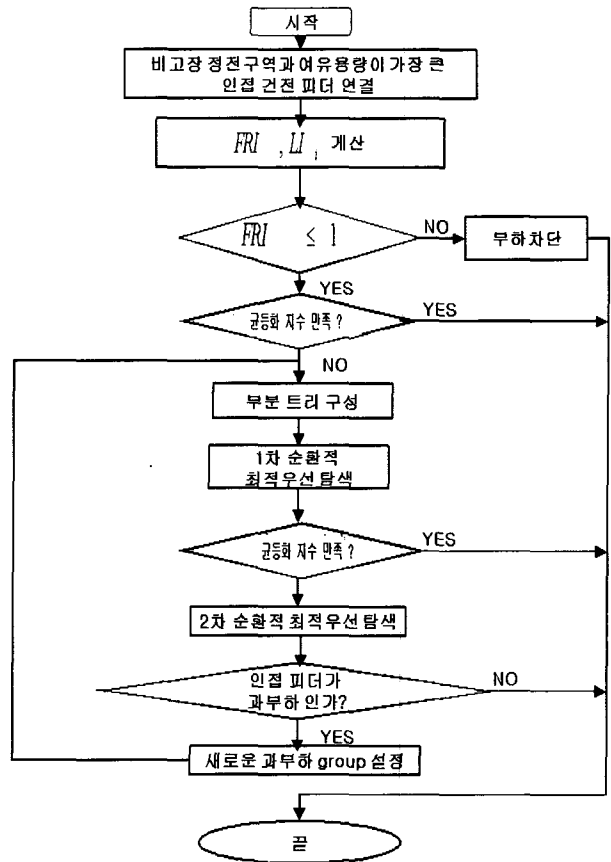 시작
비고장 정전구역과 여유용량이 가장 큰
인접 건전 피더 연결
FRI , LI , 계산
FRI ≤ 1
NO
부하차단
YES
균등화 지수 만족 ?
YES
NO
부분 트리 구성
1차 순환적
최적우선 탐색
균등화 지수 만족 ?
YES
2차 순환적 최적우선 탐색
인접 피더가
과부하 인가?
NO
YES
새로운 과부하 group 설정
끝